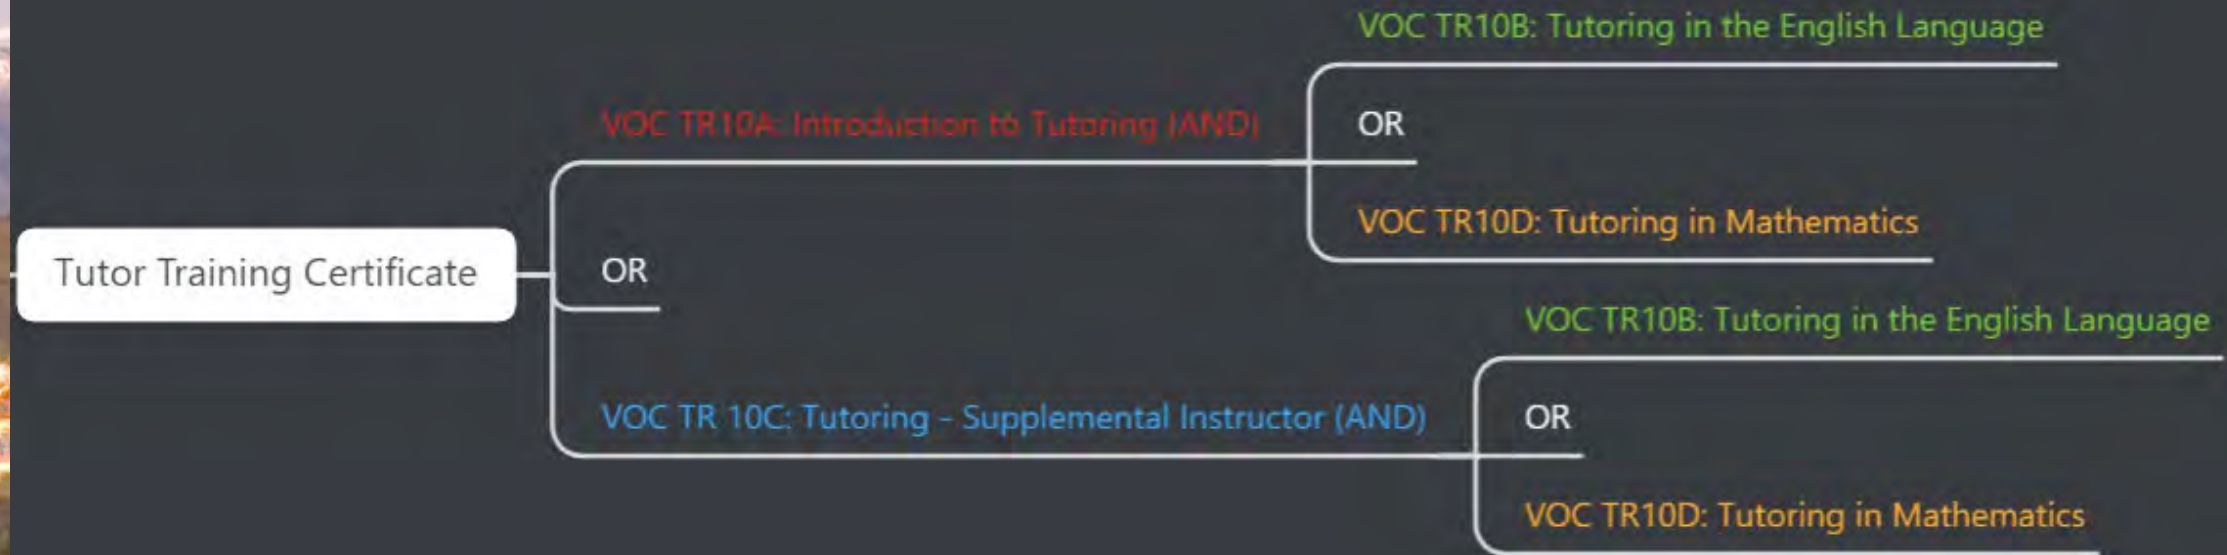 VOC TR10B: Tutoring in the English Language
VOC TR10A: Introduction to Tutoring (AND)
OR
VOC TR10D: Tutoring in Mathematics
Tutor Training Certificate
OR
VOC TR10B: Tutoring in the English Language
VOC TR 10C: Tutoring - Supplemental Instructor (AND)
OR
VOC TR10D: Tutoring in Mathematics